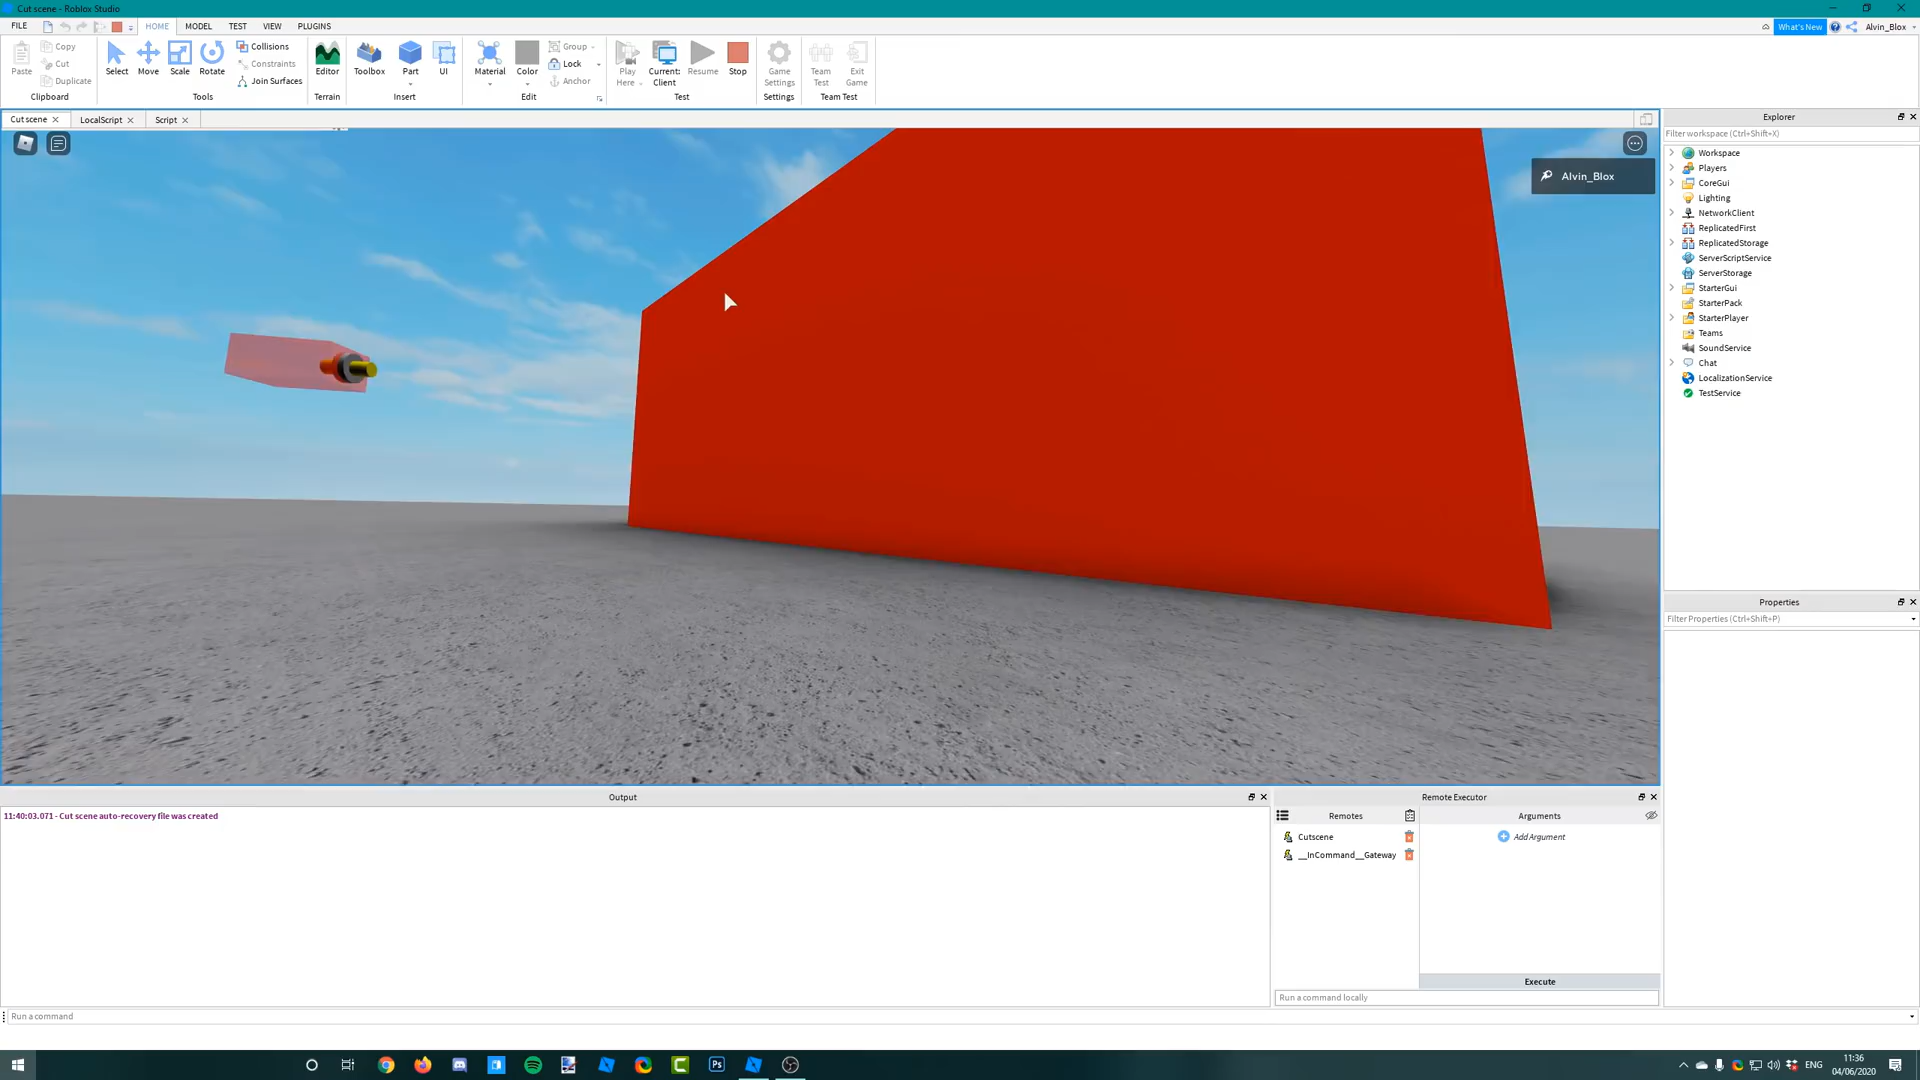 Cut scene - Roblox Studio
FILE HOME MODEL TEST VIEW PLUGINS What's New Alvin_Blox
Paste Copy Cut Duplicate
Select Move Scale Rotate Collisions Constraints Join Surfaces
Editor Toolbox Part UI
Material Color Group Lock Anchor
Play Here Current: Client Resume Stop
Game Settings Team Test Exit Game
Clipboard Tools Terrain Insert Edit Test Settings Team Test
Cut scene LocalScript Script
Alvin_Blox
Explorer
Filter workspace (Ctrl+Shift+X)
Workspace
Players
CoreGui
Lighting
NetworkClient
ReplicatedFirst
ReplicatedStorage
ServerScriptService
ServerStorage
StarterGui
StarterPack
StarterPlayer
Teams
SoundService
Chat
LocalizationService
TestService
Properties
Filter Properties (Ctrl+Shift+P)
Output
11:40:03.071 - Cut scene auto-recovery file was created
Remote Executor
Remotes Arguments
Cutscene Add Argument
__InCommand__Gateway
Execute
Run a command locally
Run a command
ENG
11:36
04/06/2020